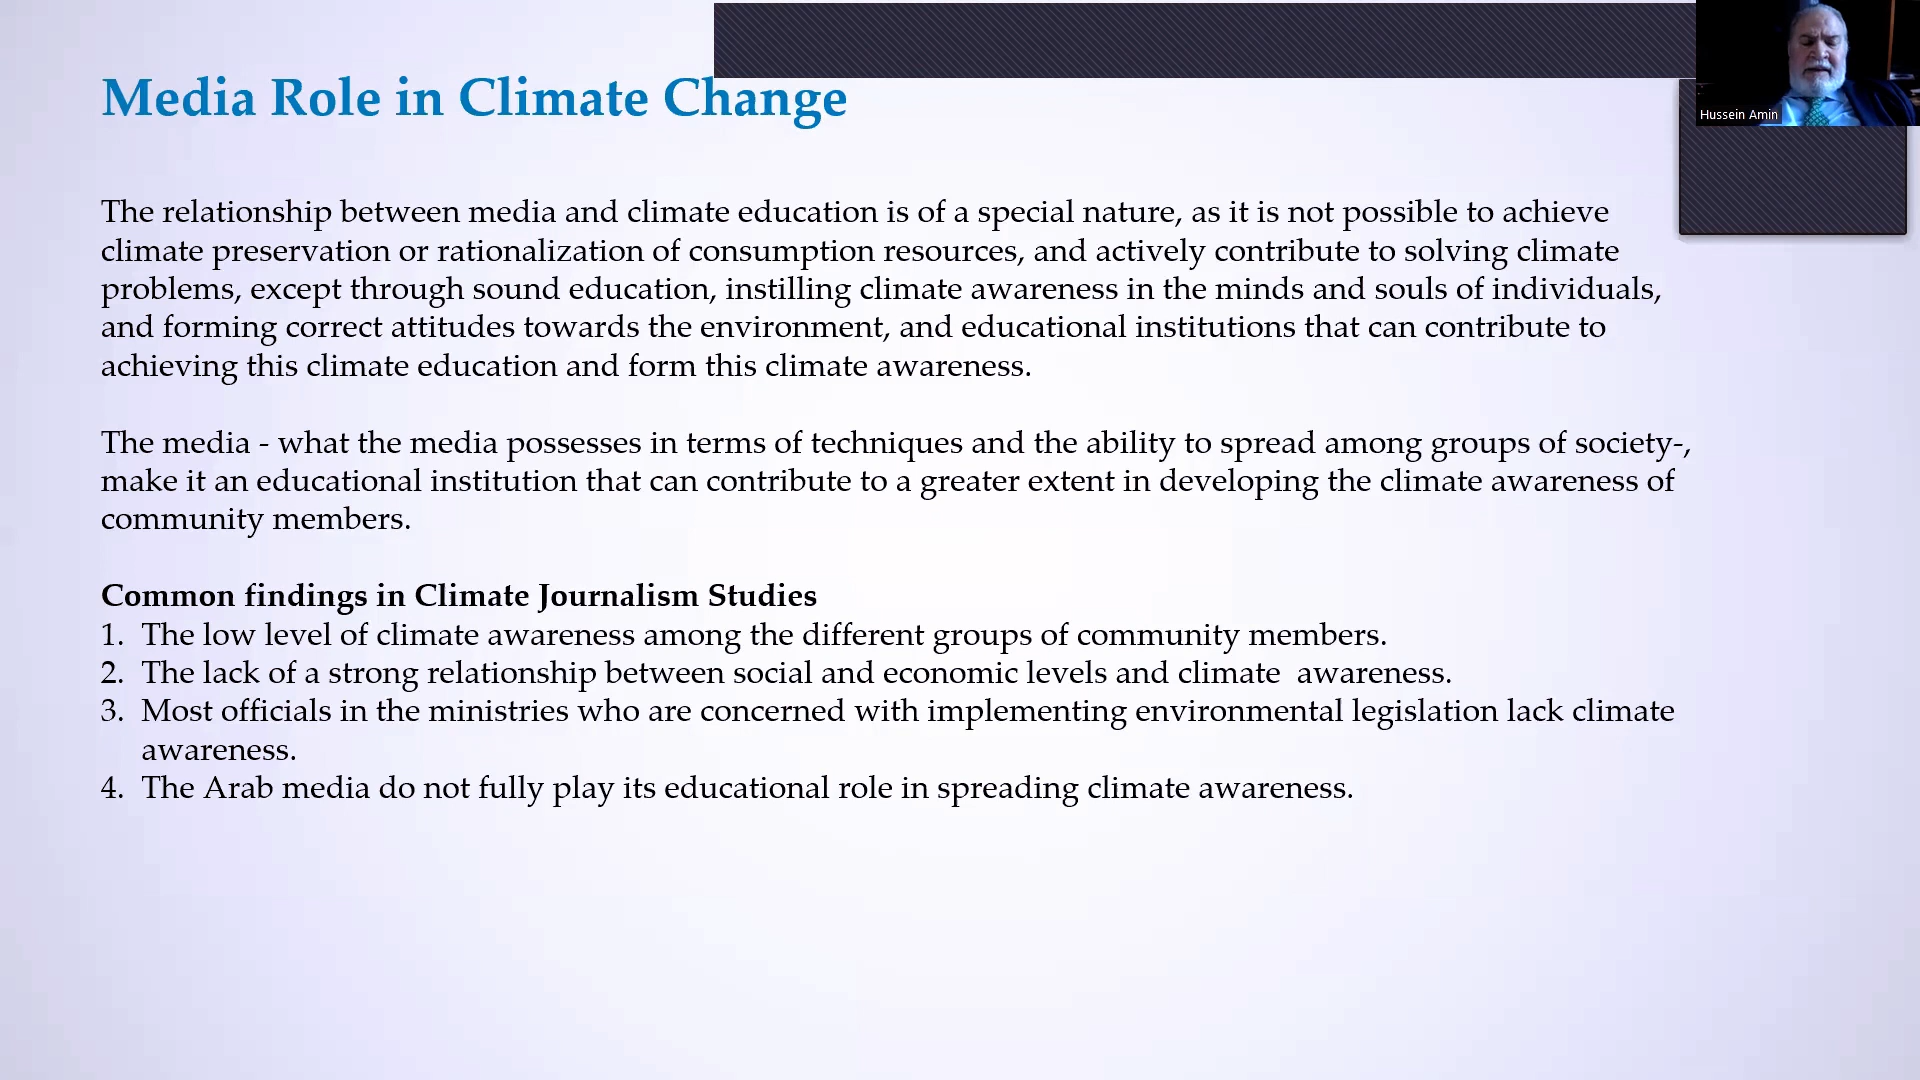 Media Role in Climate Change
Hussein Amin
The relationship between media and climate education is of a special nature, as it is not possible to achieve
climate preservation or rationalization of consumption resources, and actively contribute to solving climate
problems, except through sound education, instilling climate awareness in the minds and souls of individuals,
and forming correct attitudes towards the environment, and educational institutions that can contribute to
achieving this climate education and form this climate awareness.
The media - what the media possesses in terms of techniques and the ability to spread among groups of society-,
make it an educational institution that can contribute to a greater extent in developing the climate awareness of
community members.
Common findings in Climate Journalism Studies
1. The low level of climate awareness among the different groups of community members.
2. The lack of a strong relationship between social and economic levels and climate  awareness.
3. Most officials in the ministries who are concerned with implementing environmental legislation lack climate
awareness.
4. The Arab media do not fully play its educational role in spreading climate awareness.